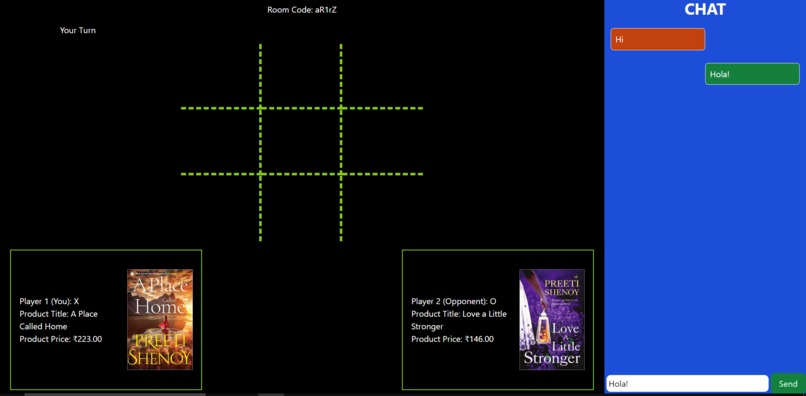 Room Code: aR1rZ
Your Turn
Player 1 (You): X
Product Title: A Place
Called Home
Product Price: ₹223.00
A Place
Called
Home
PREETI
SHENOY
Player 2 (Opponent): O
Product Title: Love a Little
Stronger
Product Price: ₹146.00
PREETI
SHENOY
Love
A
Little
Stronger
CHAT
Hi
Hola!
Hola!
Send